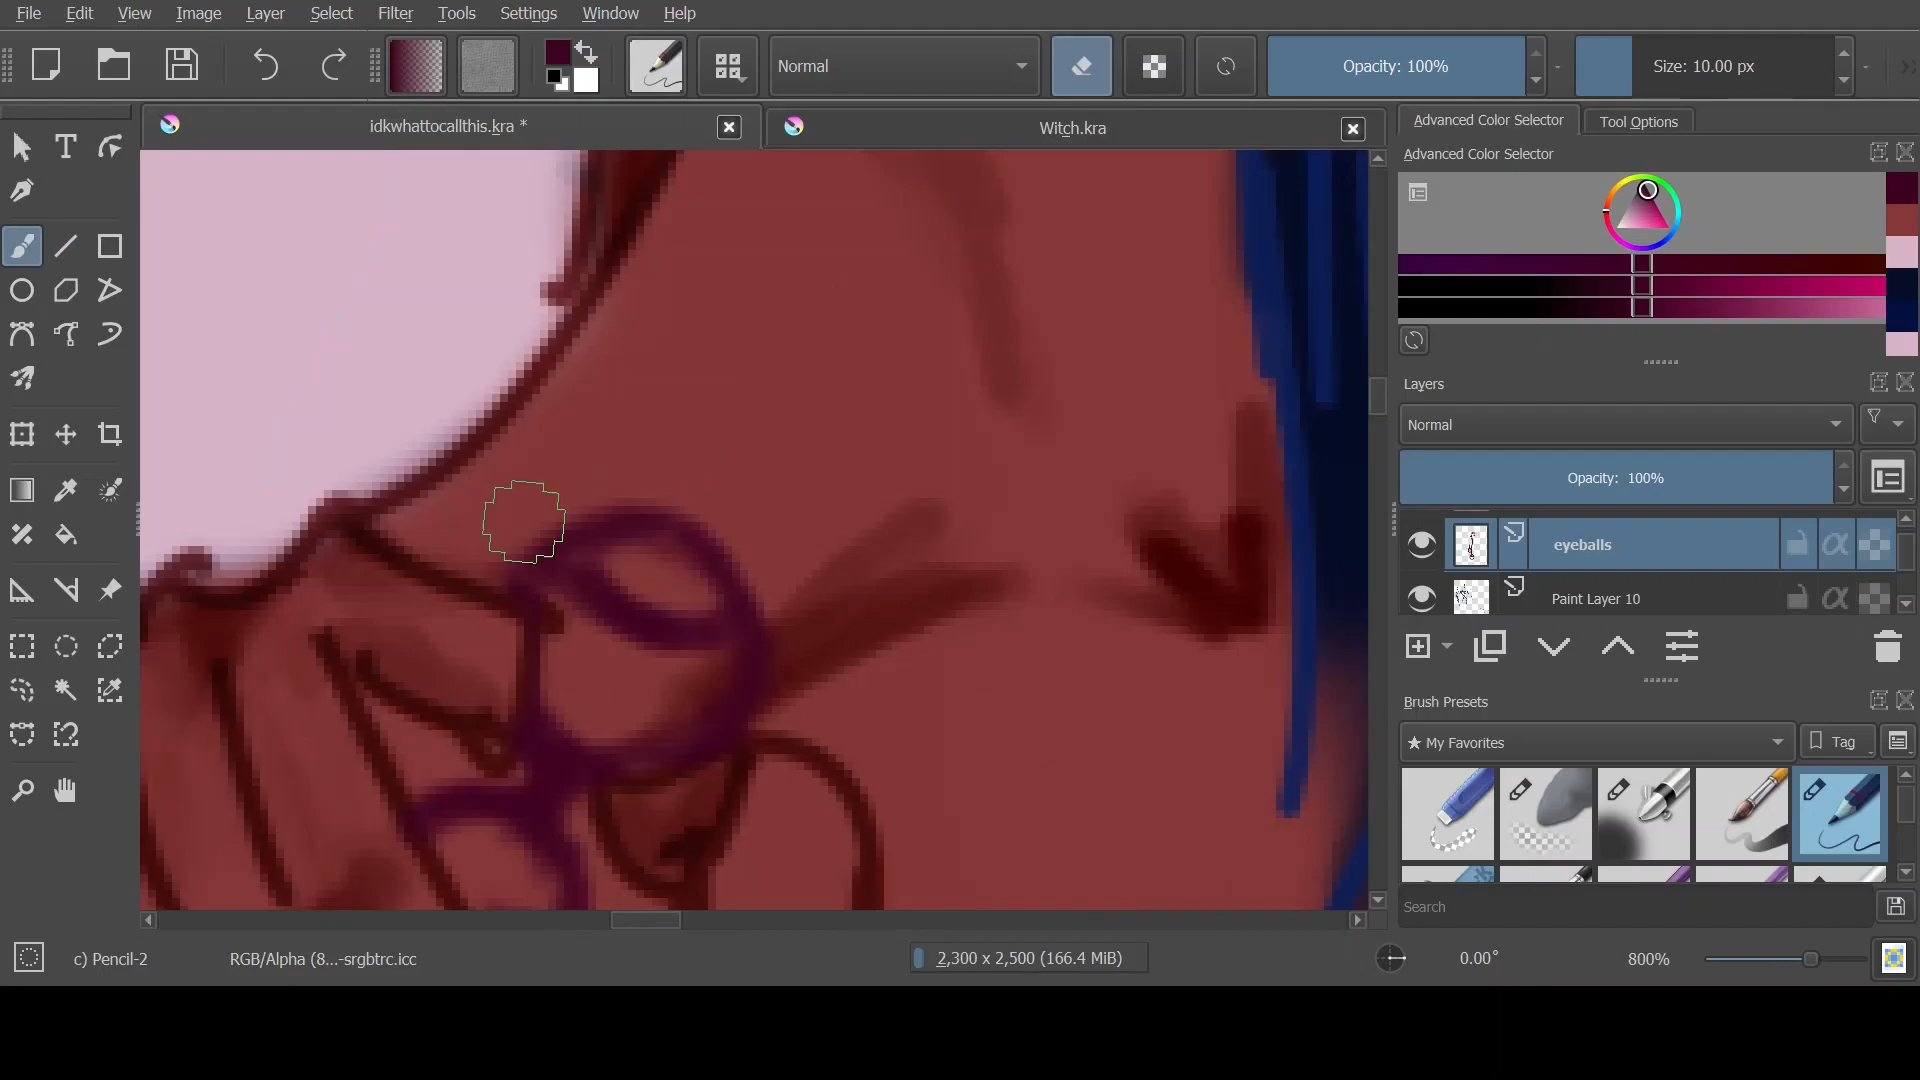 File Edit View Image Layer Select Filter Tools Settings Window Help
Normal
Opacity: 100%
Size: 10.00 px
idkwhattocallthis.kra *
Witch.kra
Advanced Color Selector
Tool Options
Advanced Color Selector
Layers
Normal
Opacity: 100%
eyeballs
Paint Layer 10
Brush Presets
★ My Favorites
Tag
Search
c) Pencil-2
RGB/Alpha (8...-srgbtrc.icc
2,300 x 2,500 (166.4 MiB)
0.00°
800%